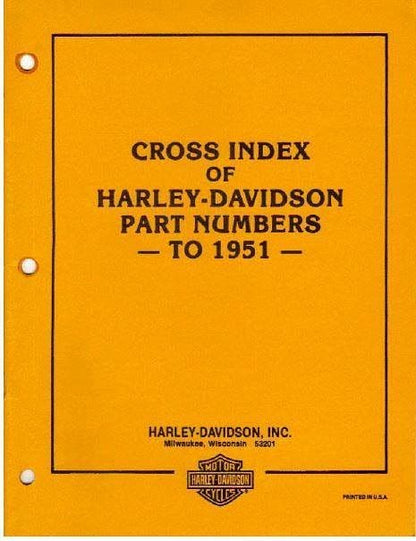 CROSS INDEX
OF
HARLEY-DAVIDSON
PART NUMBERS
— TO 1951 —
HARLEY-DAVIDSON, INC.
Milwaukee, Wisconsin 53201
MOTOR
HARLEY-DAVIDSON
CYCLES
®
PRINTED IN U.S.A.